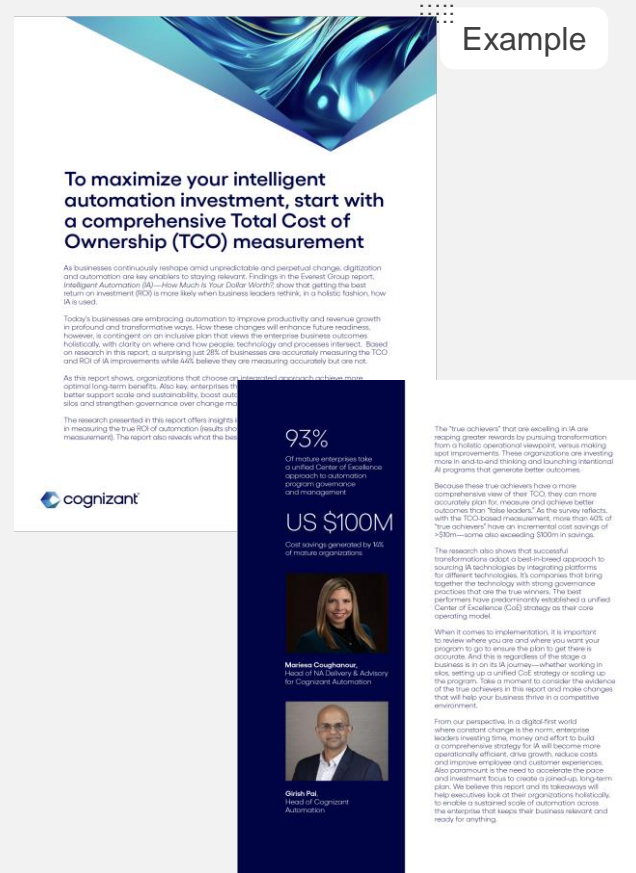 Example
To maximize your intelligent
automation investment, start with
a comprehensive Total Cost of
Ownership (TCO) measurement
As businesses continuously reshape amid unpredictable and perpetual change, digitization
and automation are key enablers to staying relevant. Findings in the Everest Group report,
Intelligent Automation (IA)—How Much Is Your Dollar Worth?, show that getting the best
return on investment (ROI) is more likely when business leaders rethink, in a holistic fashion, how
IA is used.
Today's businesses are embracing automation to improve productivity and revenue growth
in profound and transformative ways. How these changes will enhance future readiness,
however, is contingent on an inclusive plan that views the enterprise business outcomes
holistically, with clarity on where and how people, technology and processes intersect. Based
on research in this report, a surprising just 28% of businesses are accurately measuring the TCO
and ROI of IA improvements while 44% believe they are measuring accurately but are not.
As this report shows, organizations that choose an integrated approach achieve more
optimal long-term benefits. Also key, enterprises th
better support scale and sustainability, boost auto
silos and strengthen governance over change ma
The research presented in this report offers insights i
in measuring the true ROI of automation (results sho
measurement). The report also reveals what the bes
cognizant
93%
Of mature enterprises take
a unified Center of Excellence
approach to automation
program governance
and management
US $100M
Cost savings generated by 14%
of mature organizations
Mariesa Coughanour,
Head of NA Delivery & Advisory
for Cognizant Automation
Girish Pai,
Head of Cognizant
Automation
The "true achievers" that are excelling in IA are
reaping greater rewards by pursuing transformation
from a holistic operational viewpoint, versus making
spot improvements. These organizations are investing
more in end-to-end thinking and launching intentional
AI programs that generate better outcomes.
Because these true achievers have a more
comprehensive view of their TCO, they can more
accurately plan for, measure and achieve better
outcomes than "false leaders." As the survey reflects,
with the TCO-based measurement, more than 40% of
"true achievers" have an incremental cost savings of
>$10m—some also exceeding $100m in savings.
The research also shows that successful
transformations adopt a best-in-breed approach to
sourcing IA technologies by integrating platforms
for different technologies. It's companies that bring
together the technology with strong governance
practices that are the true winners. The best
performers have predominantly established a unified
Center of Excellence (CoE) strategy as their core
operating model.
When it comes to implementation, it is important
to review where you are and where you want your
program to go to ensure the plan to get there is
accurate. And this is regardless of the stage a
business is in on its IA journey—whether working in
silos, setting up a unified CoE strategy or scaling up
the program. Take a moment to consider the evidence
of the true achievers in this report and make changes
that will help your business thrive in a competitive
environment.
From our perspective, in a digital-first world
where constant change is the norm, enterprise
leaders investing time, money and effort to build
a comprehensive strategy for IA will become more
operationally efficient, drive growth, reduce costs
and improve employee and customer experiences.
Also paramount is the need to accelerate the pace
and investment focus to create a joined-up, long-term
plan. We believe this report and its takeaways will
help executives look at their organizations holistically,
to enable a sustained scale of automation across
the enterprise that keeps their business relevant and
ready for anything.